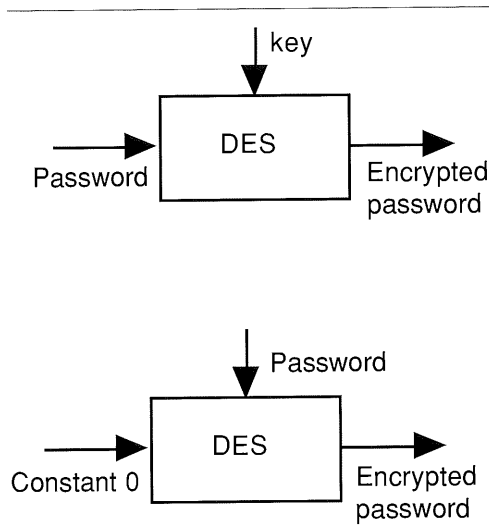 key
DES
Password
Encrypted
password
Password
DES
Constant 0
Encrypted
password